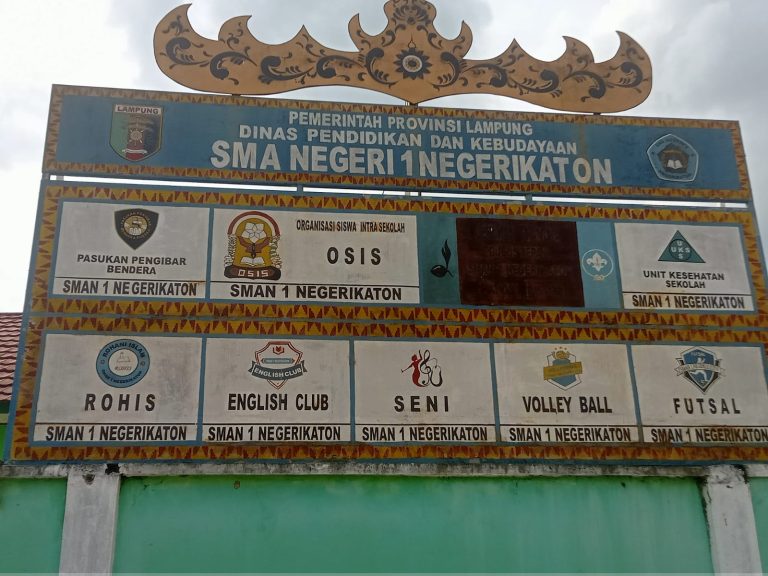 LAMPUNG
PEMERINTAH PROVINSI LAMPUNG
DINAS PENDIDIKAN DAN KEBUDAYAAN
SMA NEGERI 1 NEGERIKATON
PASUKAN PENGIBAR
BENDERA
SMAN 1 NEGERIKATON
ORGANISASI SISWA INTRA SEKOLAH
OSIS
OSIS
SMAN 1 NEGERIKATON
UKS
UNIT KESEHATAN
SEKOLAH
SMAN 1 NEGERIKATON
ROHANI ISLAM
ROHIS
SMAN 1 NEGERIKATON
ENGLISH CLUB
ENGLISH CLUB
SMAN 1 NEGERIKATON
SENI
SMAN 1 NEGERIKATON
VOLLEY BALL
SMAN 1 NEGERIKATON
FUTSAL
SMAN 1 NEGERIKATON